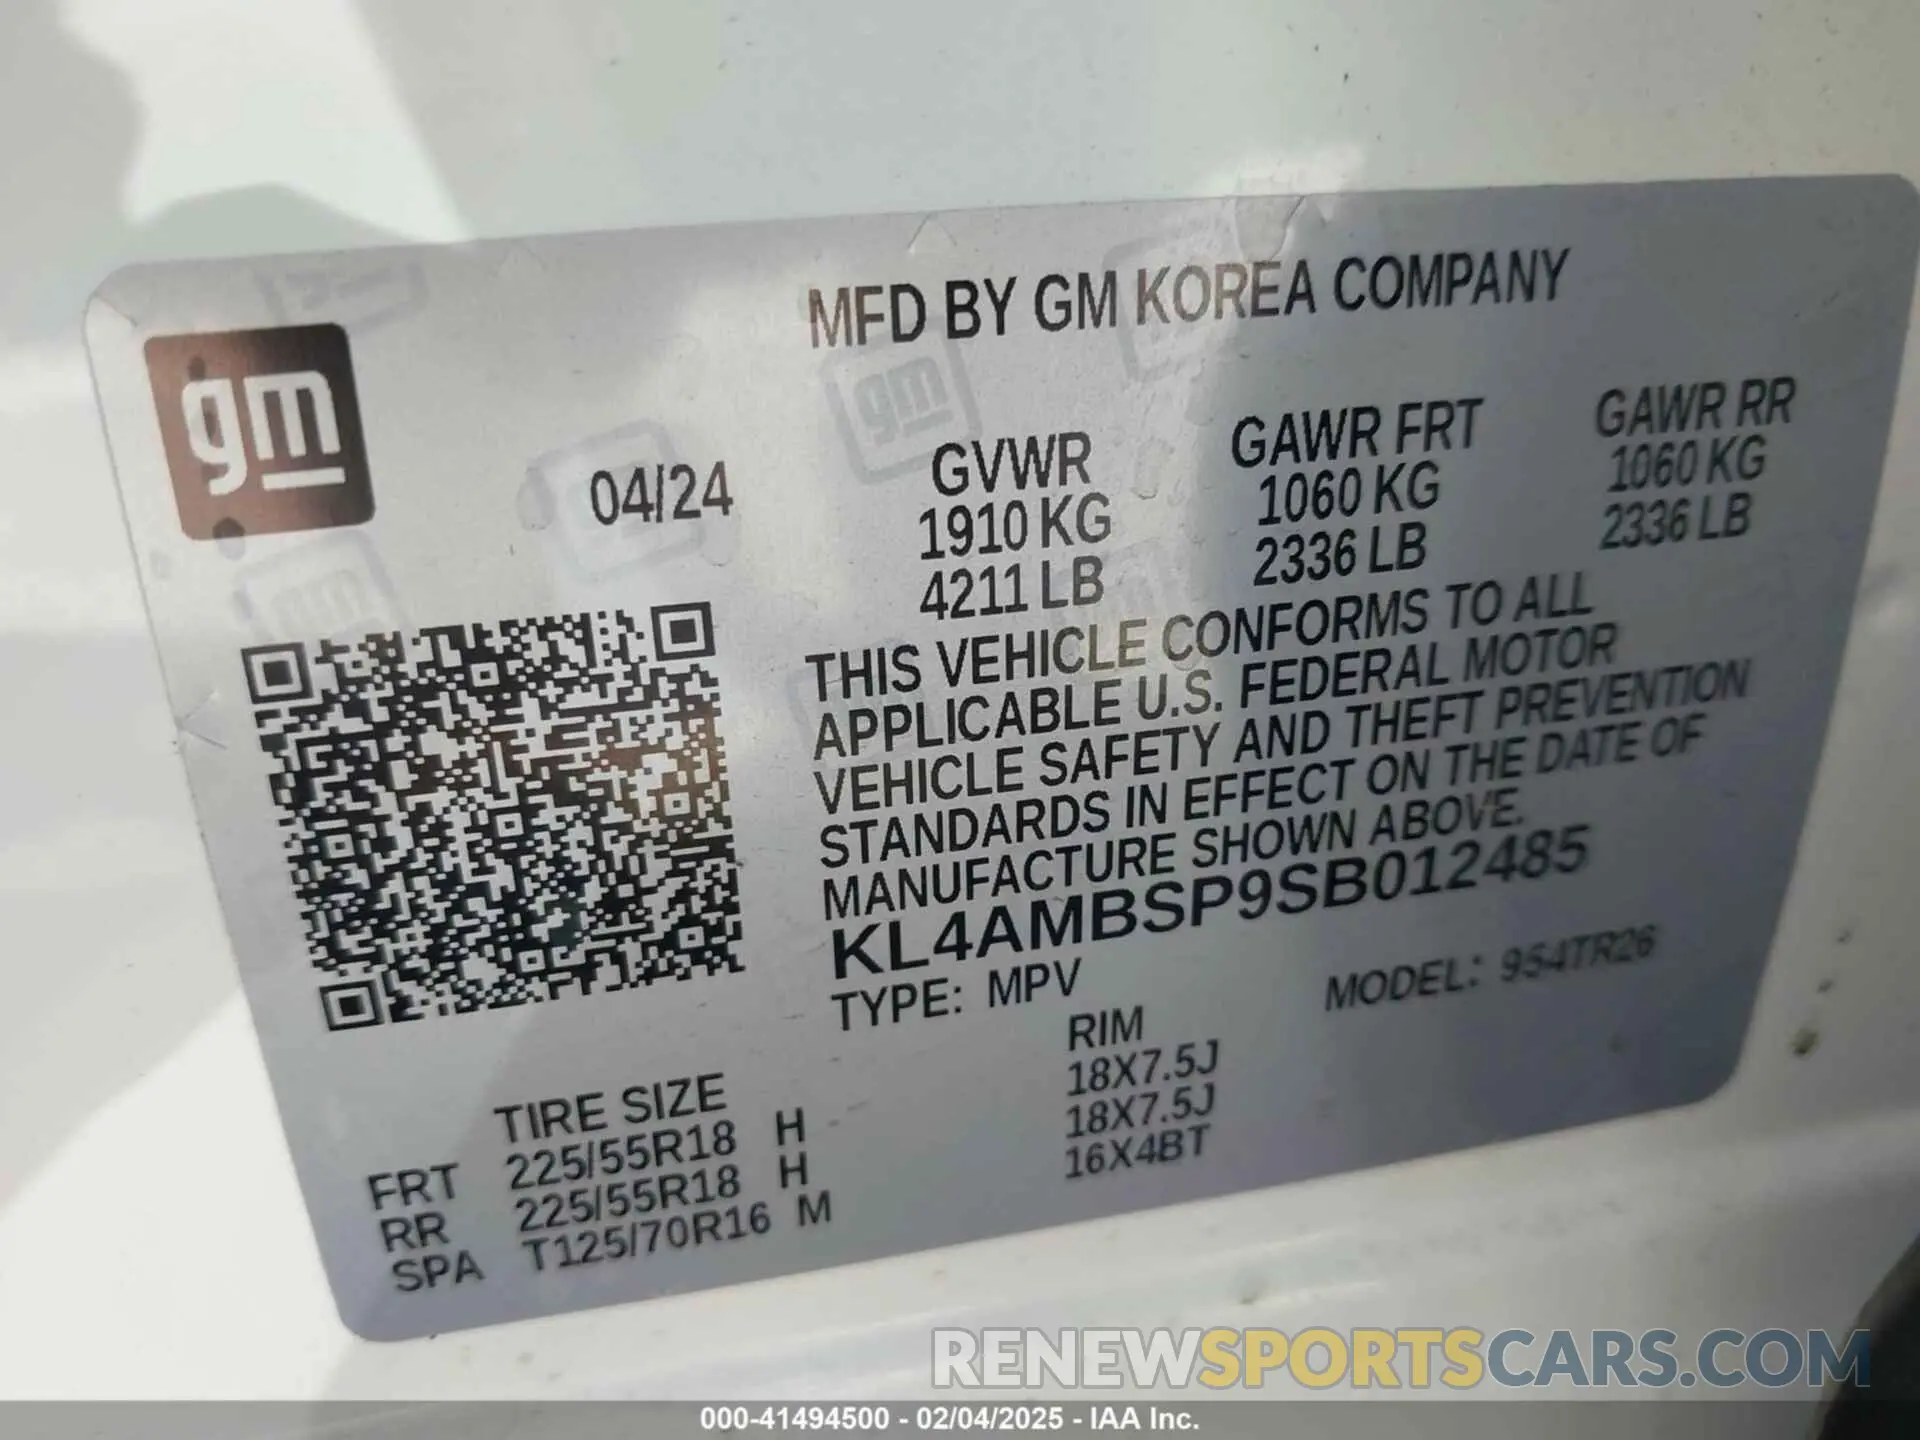 MFD BY GM KOREA COMPANY
gm
04/24
GVWR GAWR FRT GAWR RR
1910 KG 1060 KG 1060 KG
4211 LB 2336 LB 2336 LB
THIS VEHICLE CONFORMS TO ALL
APPLICABLE U.S. FEDERAL MOTOR
VEHICLE SAFETY AND THEFT PREVENTION
STANDARDS IN EFFECT ON THE DATE OF
MANUFACTURE SHOWN ABOVE.
KL4AMBSP9SB012485
TYPE: MPV MODEL: 954TR26
TIRE SIZE RIM
FRT 225/55R18 H 18X7.5J
RR 225/55R18 H 18X7.5J
SPA T125/70R16 M 16X4BT
RENEWSPORTSCARS.COM
000-41494500 - 02/04/2025 - IAA Inc.